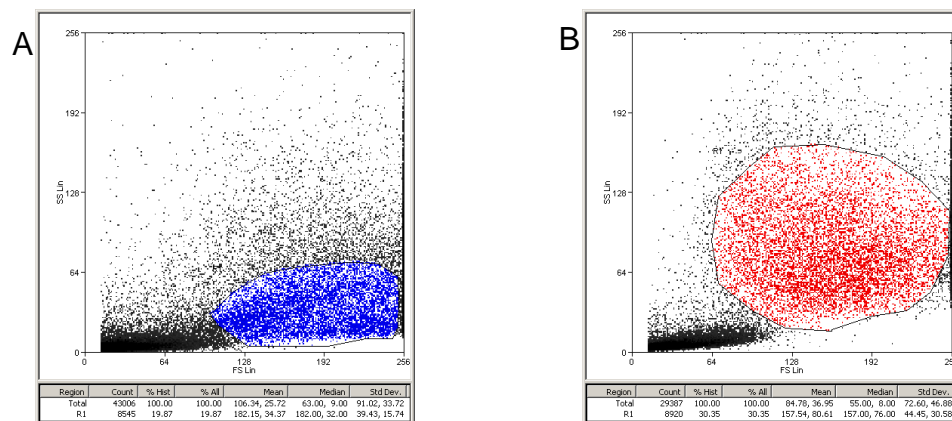 A
256
192
128
64
0
SS Lin
R1
0 64 128 192 256
FS Lin
Region Count % Hist % All Mean Median Std Dev.
Total 43006 100.00 100.00 106.34, 25.72 63.00, 9.00 91.02, 33.72
R1 8545 19.87 19.87 182.15, 34.37 182.00, 32.00 39.43, 15.74
B
256
192
128
64
0
SS Lin
R1
0 64 128 192 256
FS Lin
Region Count % Hist % All Mean Median Std Dev.
Total 29387 100.00 100.00 84.78, 36.95 55.00, 8.00 72.60, 46.88
R1 8920 30.35 30.35 157.54, 80.61 157.00, 76.00 44.45, 30.58